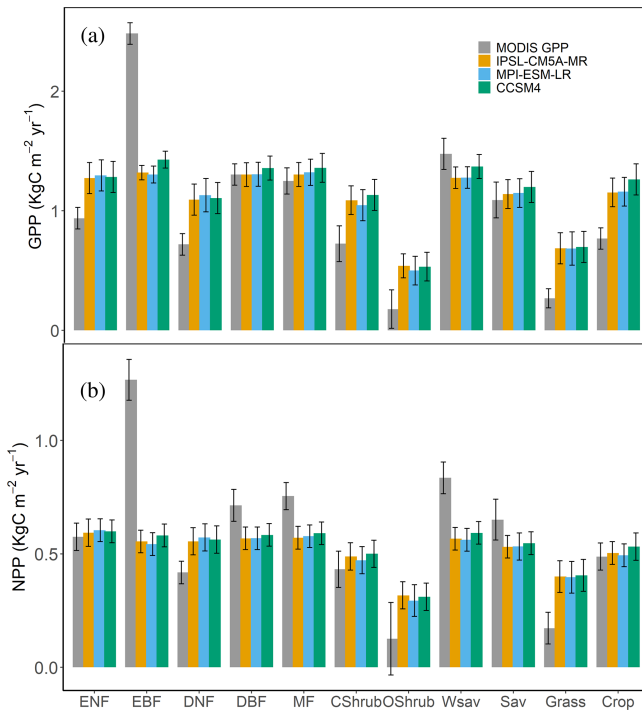 (a)
MODIS GPP
IPSL-CM5A-MR
MPI-ESM-LR
CCSM4
GPP (KgC m⁻² yr⁻¹)
2
1
0
(b)
NPP (KgC m⁻² yr⁻¹)
1.0
0.5
0.0
ENF EBF DNF DBF MF CShrub OShrub Wsav Sav Grass Crop